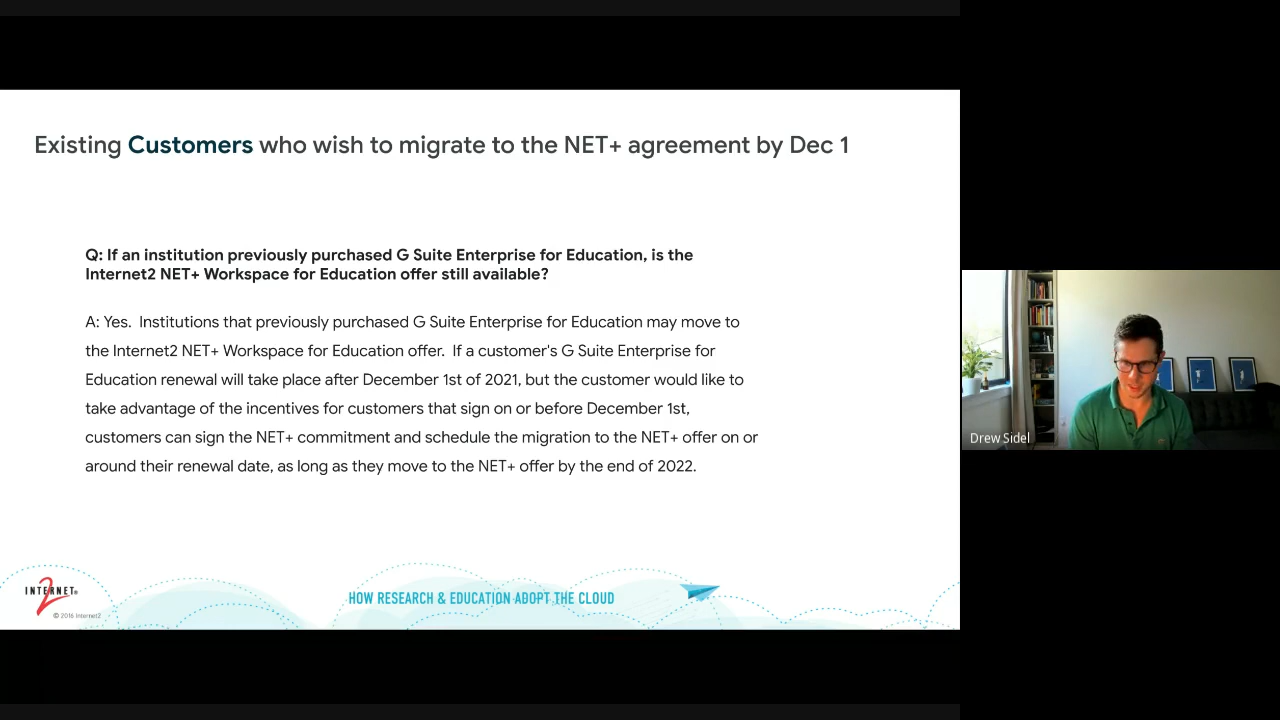 Existing Customers who wish to migrate to the NET+ agreement by Dec 1
Q: If an institution previously purchased G Suite Enterprise for Education, is the
Internet2 NET+ Workspace for Education offer still available?
A: Yes.  Institutions that previously purchased G Suite Enterprise for Education may move to
the Internet2 NET+ Workspace for Education offer.  If a customer's G Suite Enterprise for
Education renewal will take place after December 1st of 2021, but the customer would like to
take advantage of the incentives for customers that sign on or before December 1st,
customers can sign the NET+ commitment and schedule the migration to the NET+ offer on or
around their renewal date, as long as they move to the NET+ offer by the end of 2022.
Drew Sidel
INTERNET®
2
© 2016 Internet2
HOW RESEARCH & EDUCATION ADOPT THE CLOUD